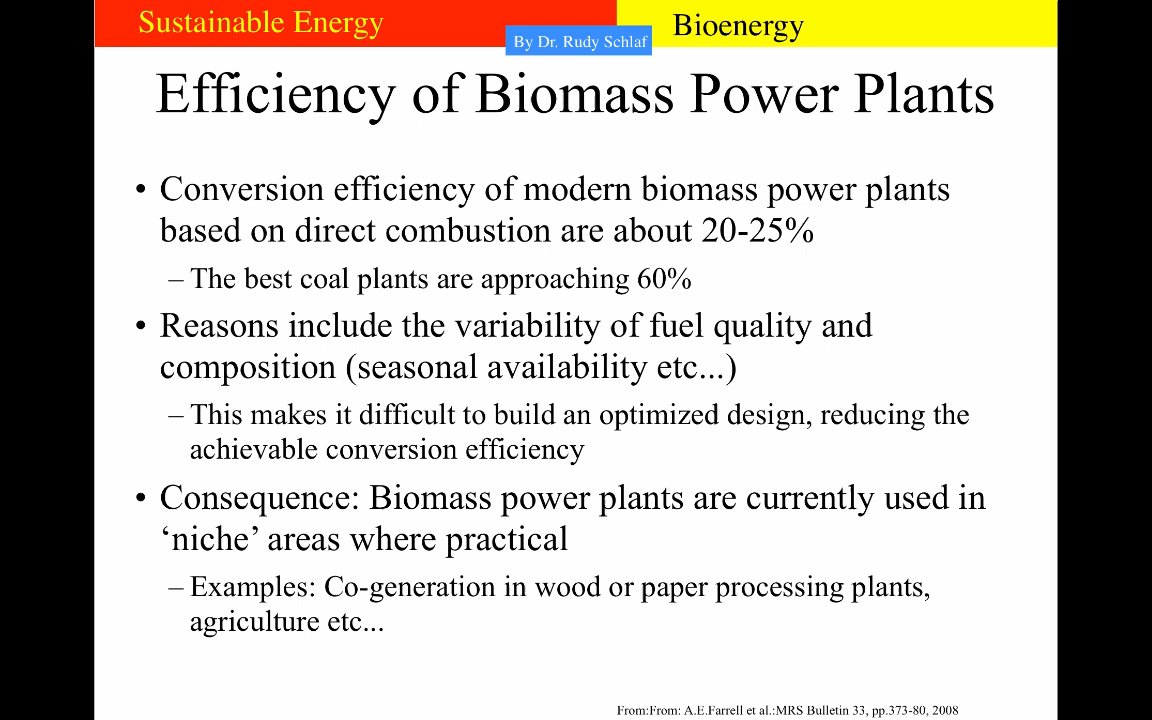 Sustainable Energy
By Dr. Rudy Schlaf
Bioenergy
Efficiency of Biomass Power Plants
• Conversion efficiency of modern biomass power plants
based on direct combustion are about 20-25%
– The best coal plants are approaching 60%
• Reasons include the variability of fuel quality and
composition (seasonal availability etc...)
– This makes it difficult to build an optimized design, reducing the
achievable conversion efficiency
• Consequence: Biomass power plants are currently used in
‘niche’ areas where practical
– Examples: Co-generation in wood or paper processing plants,
agriculture etc...
From:From: A.E.Farrell et al.:MRS Bulletin 33, pp.373-80, 2008